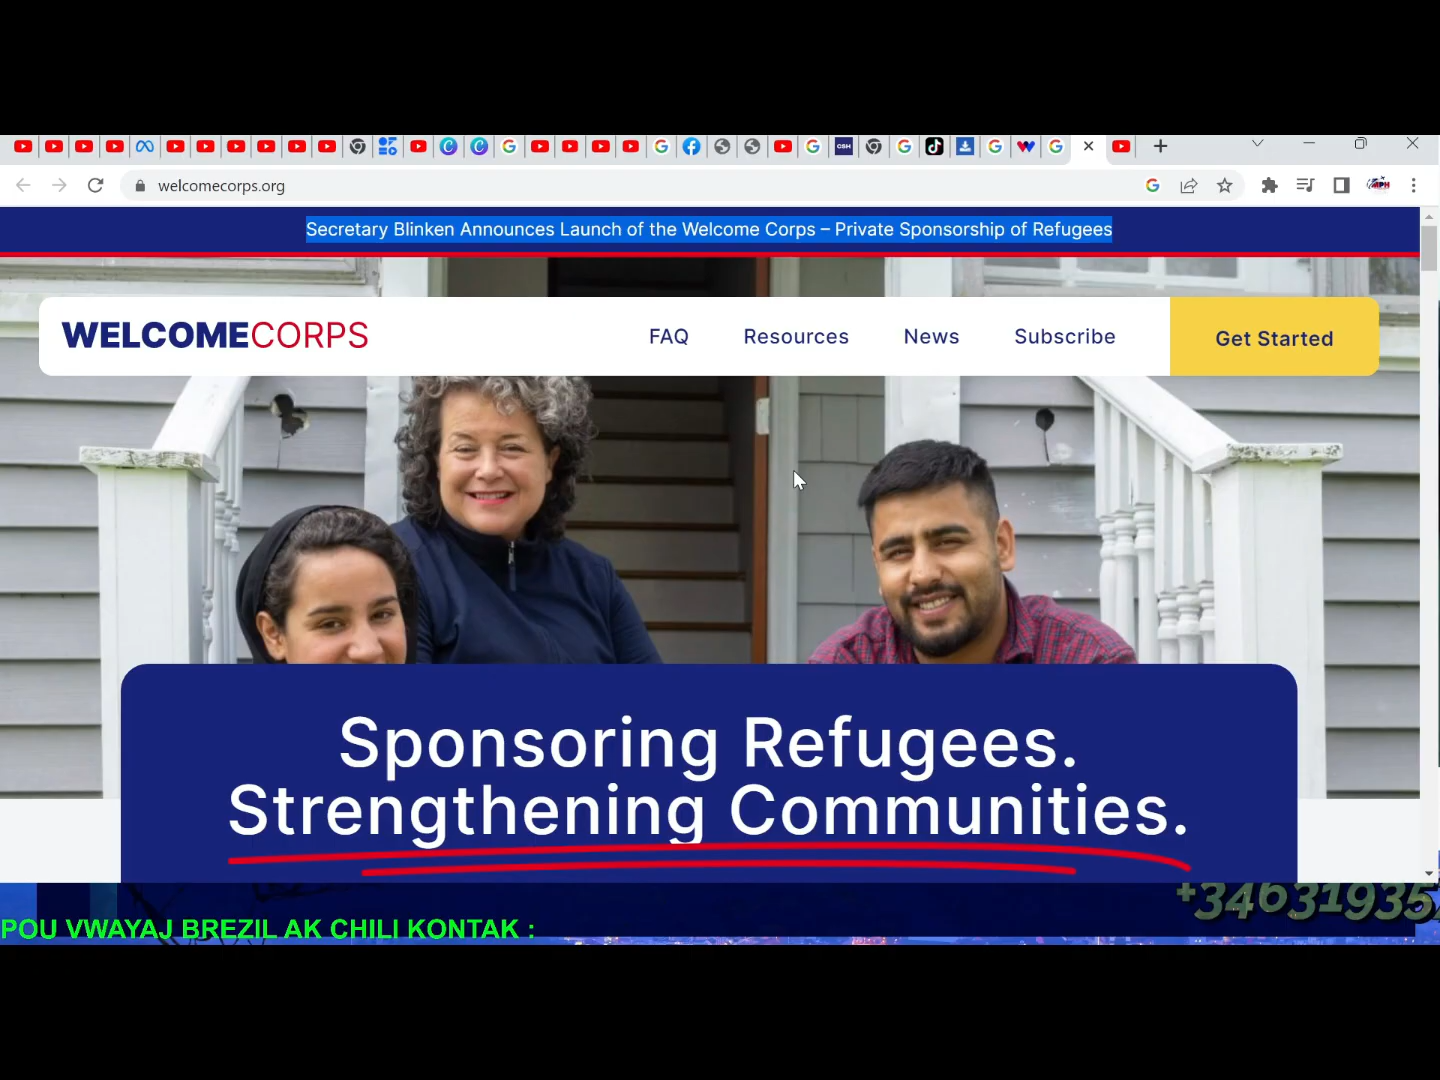 welcomecorps.org
Secretary Blinken Announces Launch of the Welcome Corps – Private Sponsorship of Refugees
WELCOMECORPS
FAQ
Resources
News
Subscribe
Get Started
Sponsoring Refugees.
Strengthening Communities.
POU VWAYAJ BREZIL AK CHILI KONTAK :
+34631935